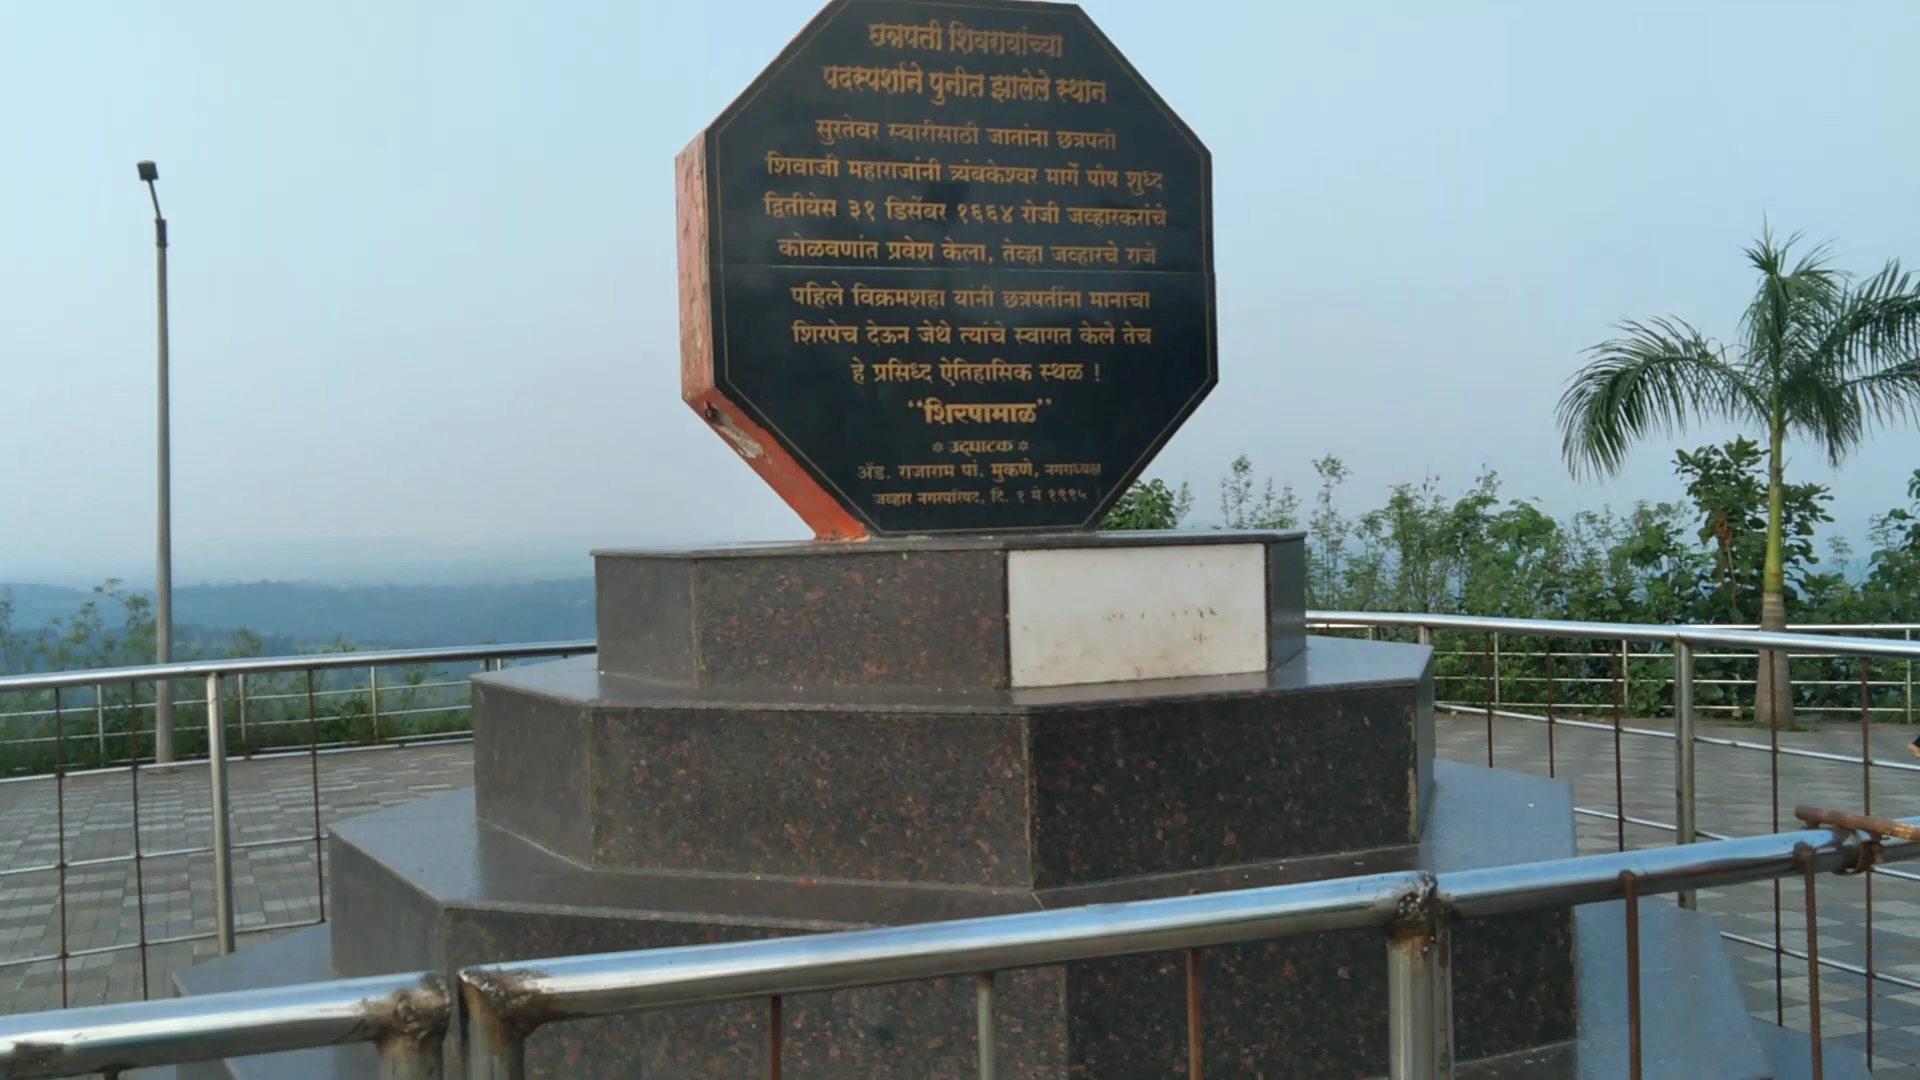 छत्रपती शिवरायांच्या
पदस्पर्शाने पुनीत झालेले स्थान
सुरतेवर स्वारीसाठी जातांना छत्रपती
शिवाजी महाराजांनी त्र्यंबकेश्वर मार्गे पौष शुध्द
द्वितीयेस ३१ डिसेंबर १६६४ रोजी जव्हारकरांचे
कोळवणांत प्रवेश केला, तेव्हा जव्हारचे राजे
पहिले विक्रमशहा यांनी छत्रपतींना मानाचा
शिरपेच देऊन जेथे त्यांचे स्वागत केले तेच
हे प्रसिध्द ऐतिहासिक स्थळ !
“शिरपामाळ”
* उद्घाटक *
ॲड. राजाराम पां. मुकणे, नगराध्यक्ष
जव्हार नगरपरिषद, दि. १ मे १९९५